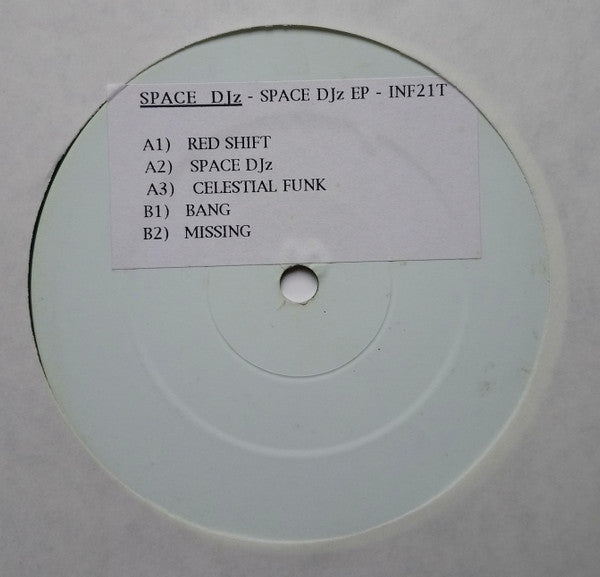 SPACE DJz - SPACE DJz EP - INF21T
A1) RED SHIFT
A2) SPACE DJz
A3) CELESTIAL FUNK
B1) BANG
B2) MISSING